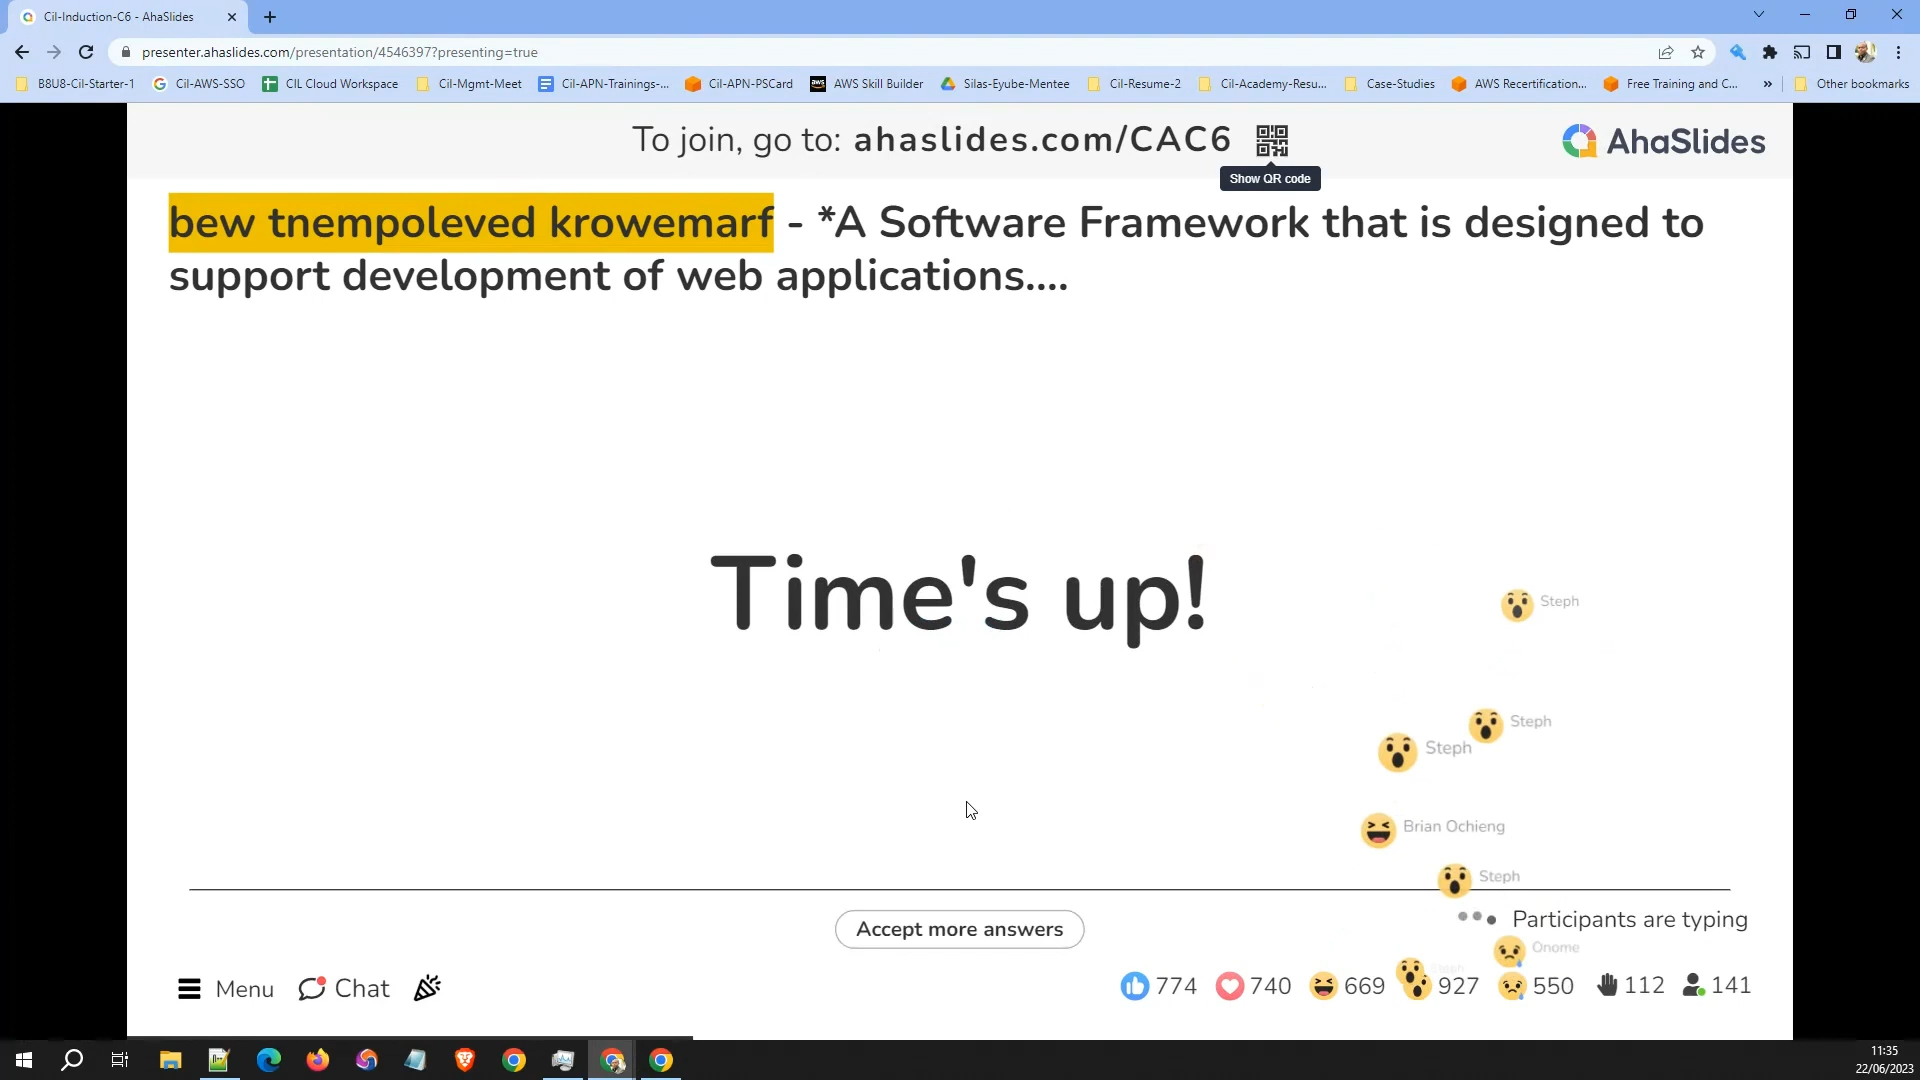 Cil-Induction-C6 - AhaSlides
presenter.ahaslides.com/presentation/4546397?presenting=true
B8U8-Cil-Starter-1 Cil-AWS-SSO CIL Cloud Workspace Cil-Mgmt-Meet Cil-APN-Trainings-... Cil-APN-PSCard AWS Skill Builder Silas-Eyube-Mentee Cil-Resume-2 Cil-Academy-Resu... Case-Studies AWS Recertification... Free Training and C... » Other bookmarks
To join, go to: ahaslides.com/CAC6
AhaSlides
Show QR code
bew tnempoleved krowemarf - *A Software Framework that is designed to
support development of web applications....
Time's up!
Steph
Steph
Steph
Brian Ochieng
Steph
Participants are typing
Accept more answers
Onome
Menu Chat 774 740 669 927 550 112 141
11:35
22/06/2023